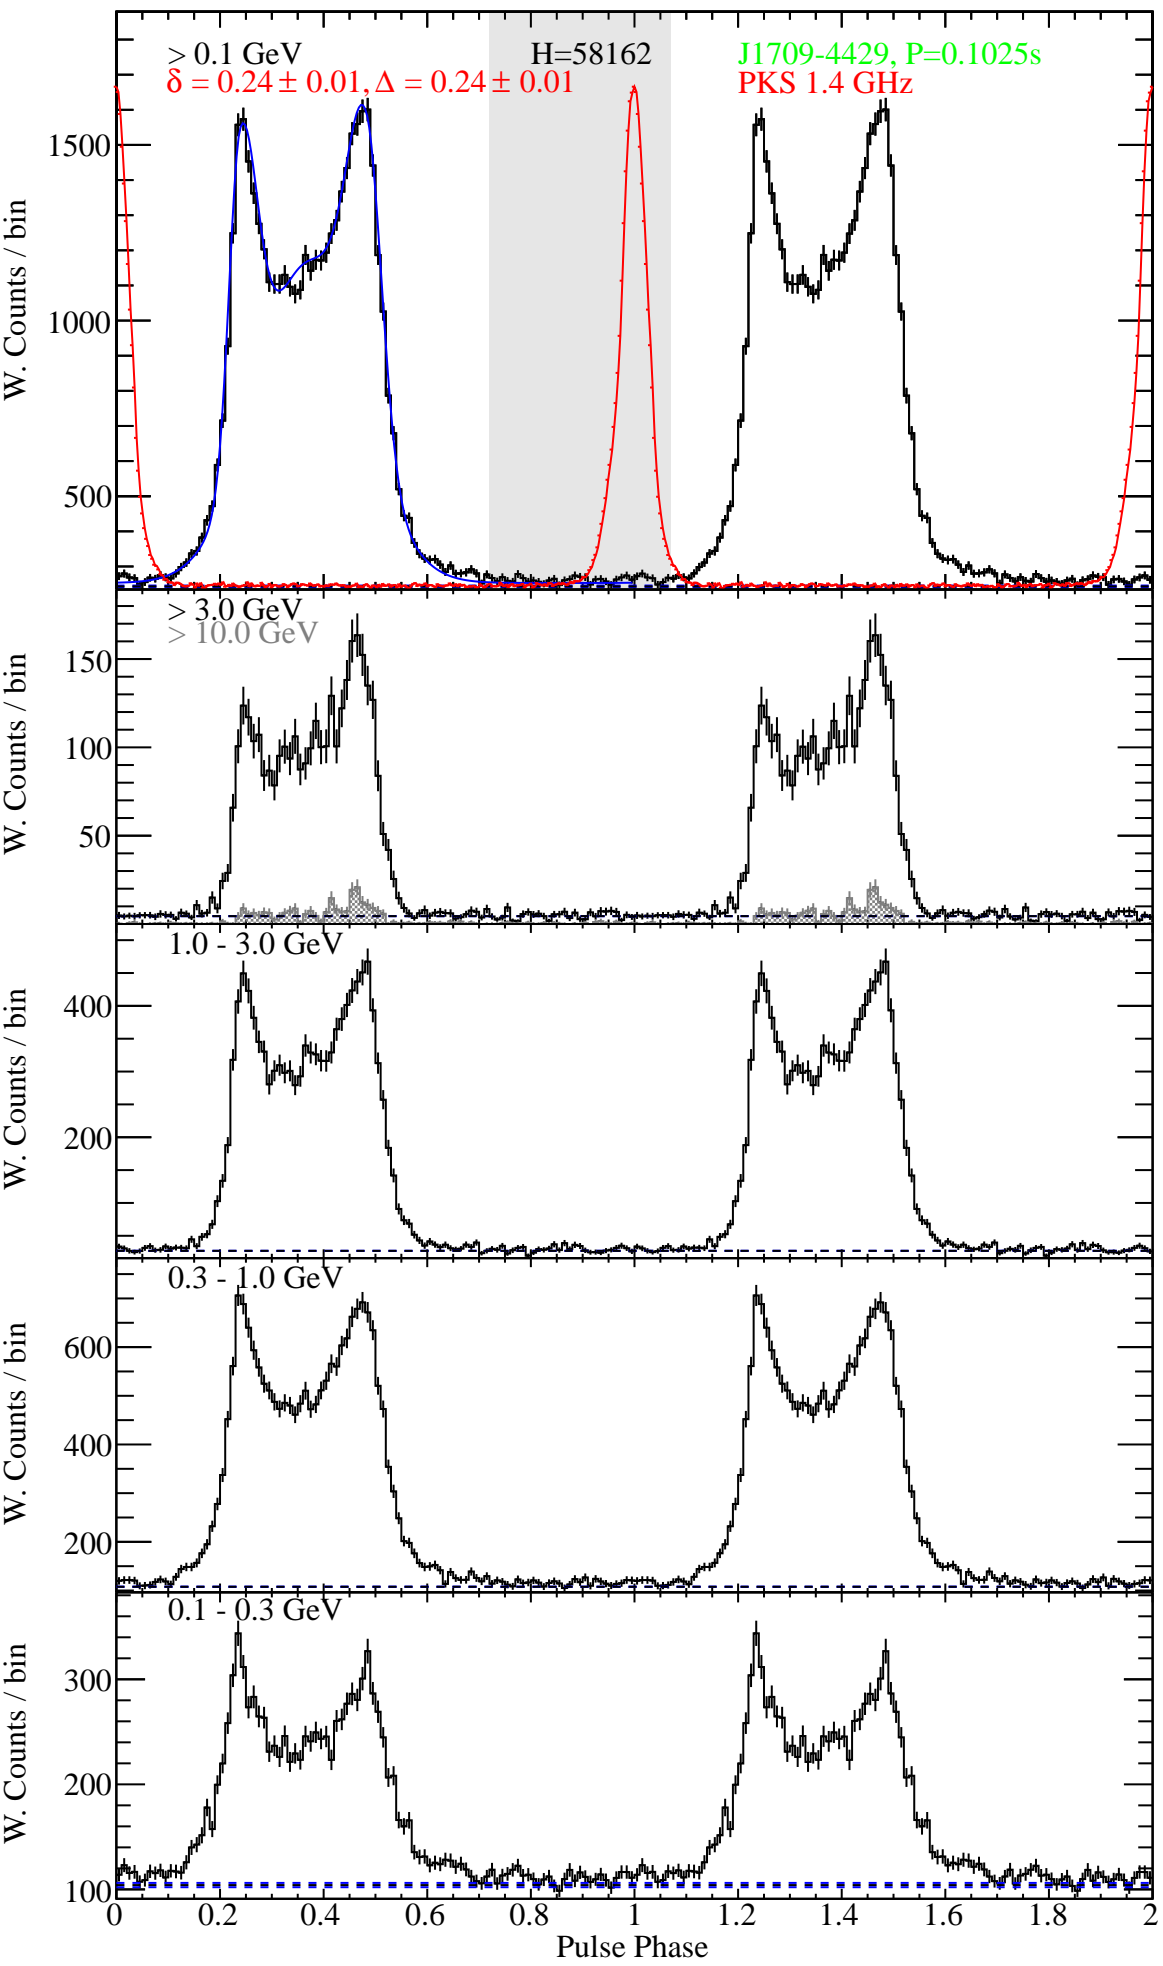 > 0.1 GeV H=58162 J1709-4429, P=0.1025s
δ = 0.24 ± 0.01, Δ = 0.24 ± 0.01 PKS 1.4 GHz
1500
1000
500
W. Counts / bin
> 3.0 GeV
> 10.0 GeV
150
100
50
W. Counts / bin
1.0 - 3.0 GeV
400
200
W. Counts / bin
0.3 - 1.0 GeV
600
400
200
W. Counts / bin
0.1 - 0.3 GeV
300
200
100
W. Counts / bin
0 0.2 0.4 0.6 0.8 1 1.2 1.4 1.6 1.8 2
Pulse Phase